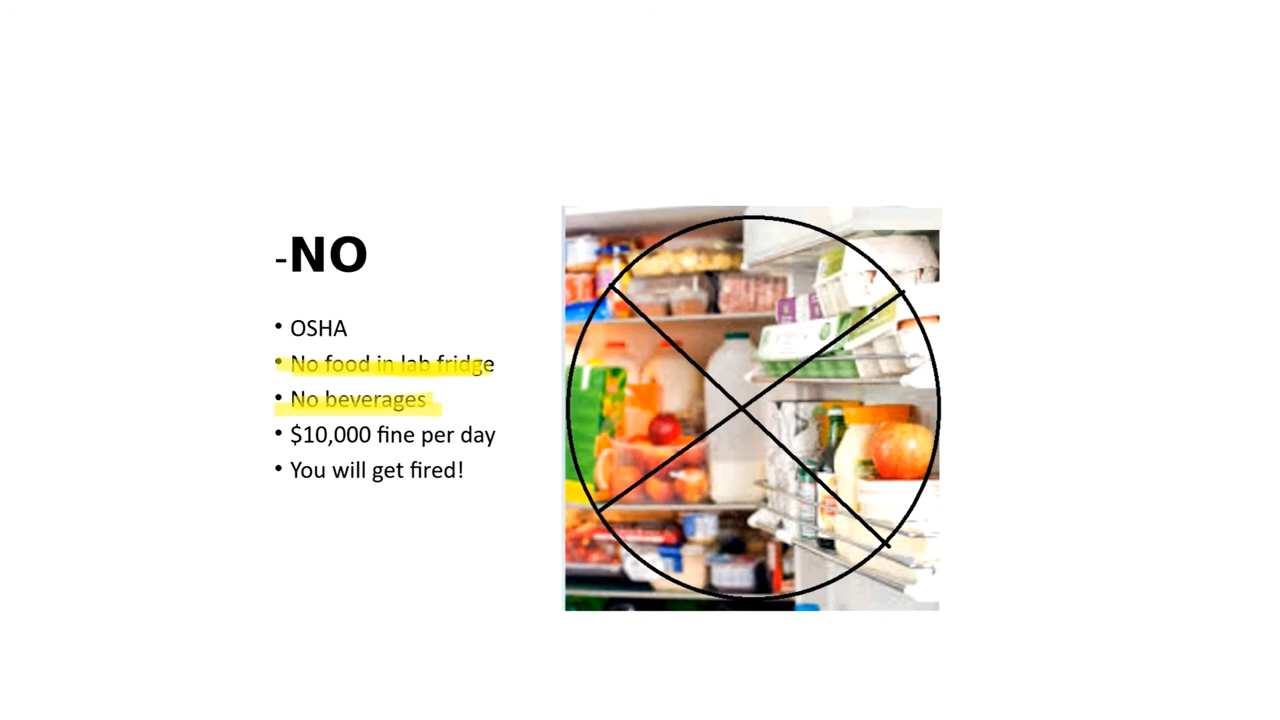 -NO
• OSHA
• No food in lab fridge
• No beverages
• $10,000 fine per day
• You will get fired!